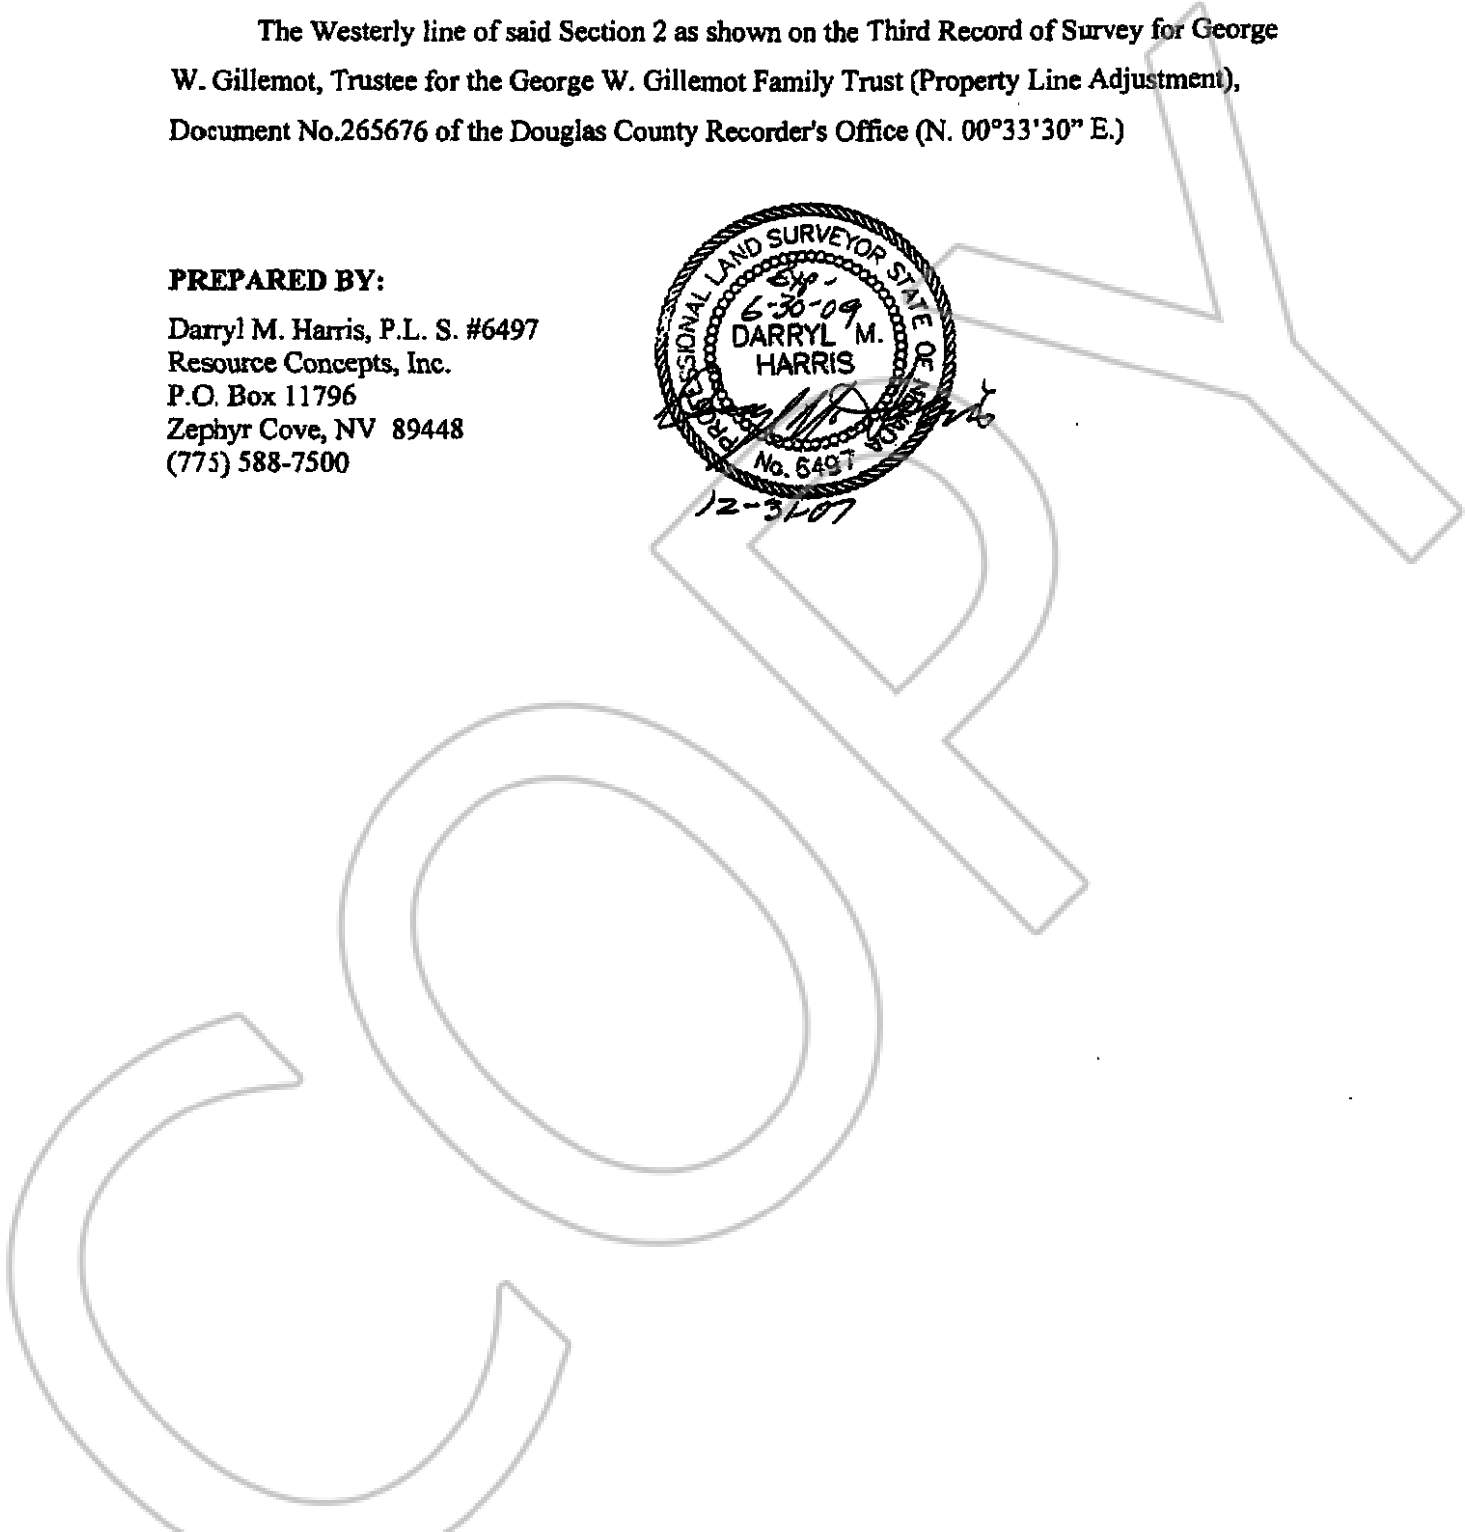 The Westerly line of said Section 2 as shown on the Third Record of Survey for George
W. Gillemot, Trustee for the George W. Gillemot Family Trust (Property Line Adjustment),
Document No.265676 of the Douglas County Recorder's Office (N. 00°33'30” E.)
PREPARED BY:
Darryl M. Harris, P.L. S. #6497
Resource Concepts, Inc.
P.O. Box 11796
Zephyr Cove, NV 89448
(775) 588-7500
PROFESSIONAL LAND SURVEYOR STATE OF NEVADA
Exp-
6-30-09
DARRYL M.
HARRIS
No. 6497
12-31-07
COPY